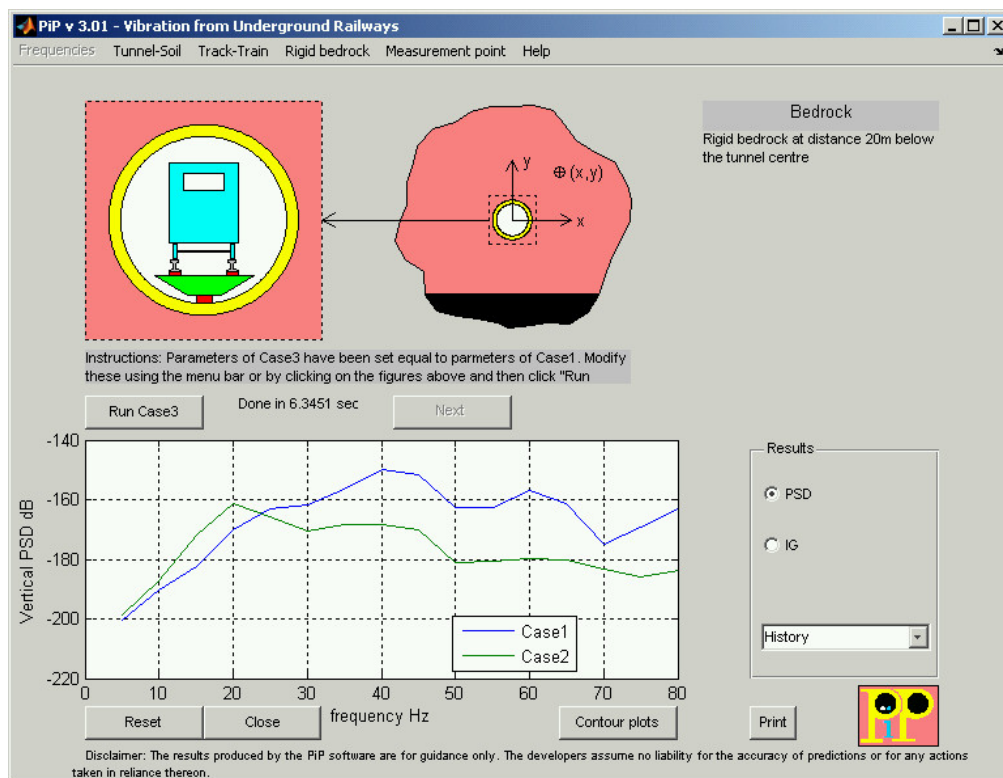 PiP v 3.01 - Vibration from Underground Railways
Frequencies Tunnel-Soil Track-Train Rigid bedrock Measurement point Help
y
(x,y)
x
Bedrock
Rigid bedrock at distance 20m below
the tunnel centre
Instructions: Parameters of Case3 have been set equal to parmeters of Case1. Modify
these using the menu bar or by clicking on the figures above and then click "Run
Run Case3
Done in 6.3451 sec
Next
-140
-160
-180
-200
-220
Vertical PSD dB
Case1
Case2
0 10 20 30 40 50 60 70 80
frequency Hz
Results
PSD
IG
History
Reset
Close
Contour plots
Print
PiP
Disclaimer: The results produced by the PiP software are for guidance only. The developers assume no liability for the accuracy of predictions or for any actions
taken in reliance thereon.